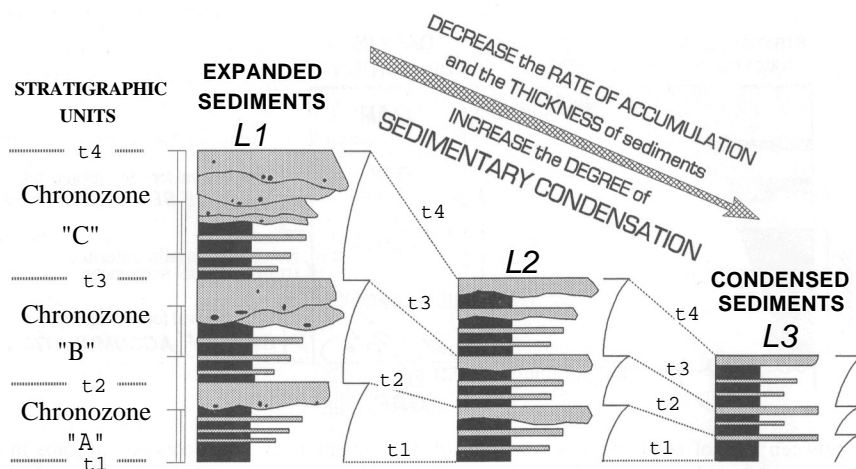 DECREASE the RATE OF ACCUMULATION
and the THICKNESS of sediments
INCREASE the DEGREE of
SEDIMENTARY CONDENSATION
STRATIGRAPHIC
UNITS
EXPANDED
SEDIMENTS
L1
t4
Chronozone
"C"
t3
Chronozone
"B"
t2
Chronozone
"A"
t1
t4
t3
t2
t1
L2
CONDENSED
SEDIMENTS
L3
t4
t3
t2
t1